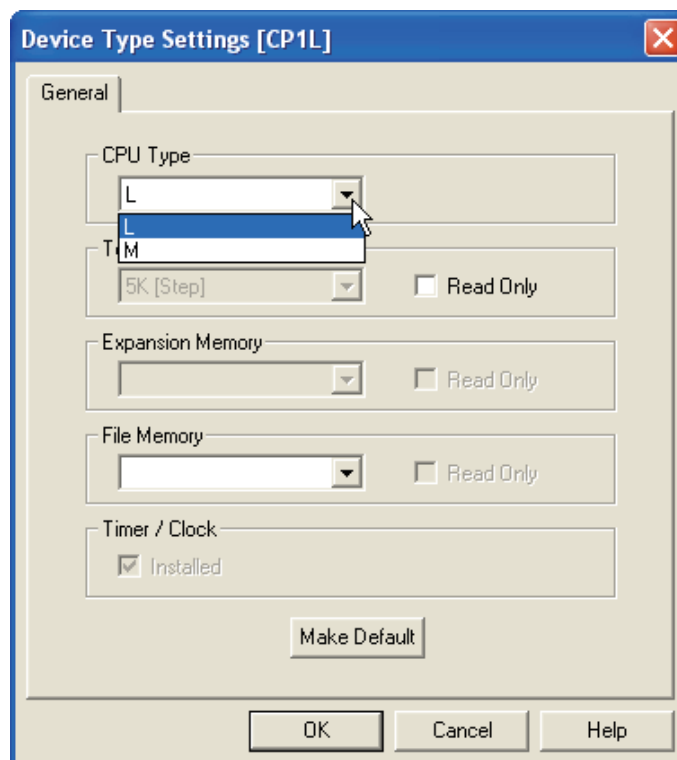 Device Type Settings [CP1L]
General
CPU Type
L
L
M
5K [Step]
Read Only
Expansion Memory
Read Only
File Memory
Read Only
Timer / Clock
Installed
Make Default
OK
Cancel
Help